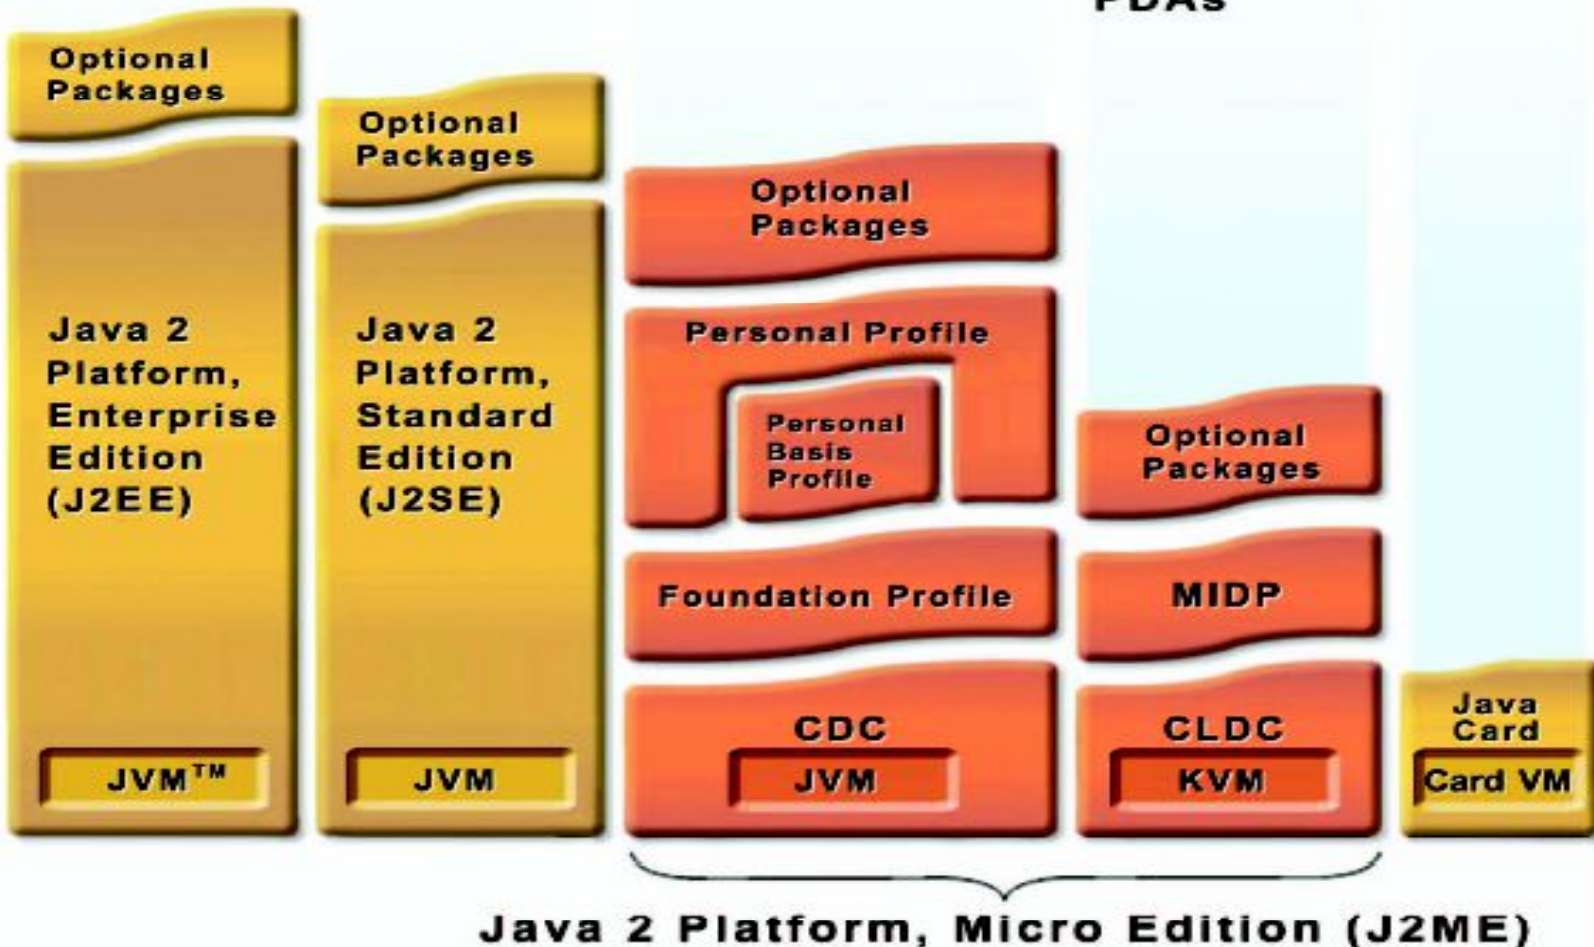 PDAs
Optional
Packages
Java 2
Platform,
Enterprise
Edition
(J2EE)
JVM™
Optional
Packages
Java 2
Platform,
Standard
Edition
(J2SE)
JVM
Optional
Packages
Personal Profile
Personal
Basis
Profile
Foundation Profile
CDC
JVM
Optional
Packages
MIDP
CLDC
KVM
Java
Card
Card VM
Java 2 Platform, Micro Edition (J2ME)